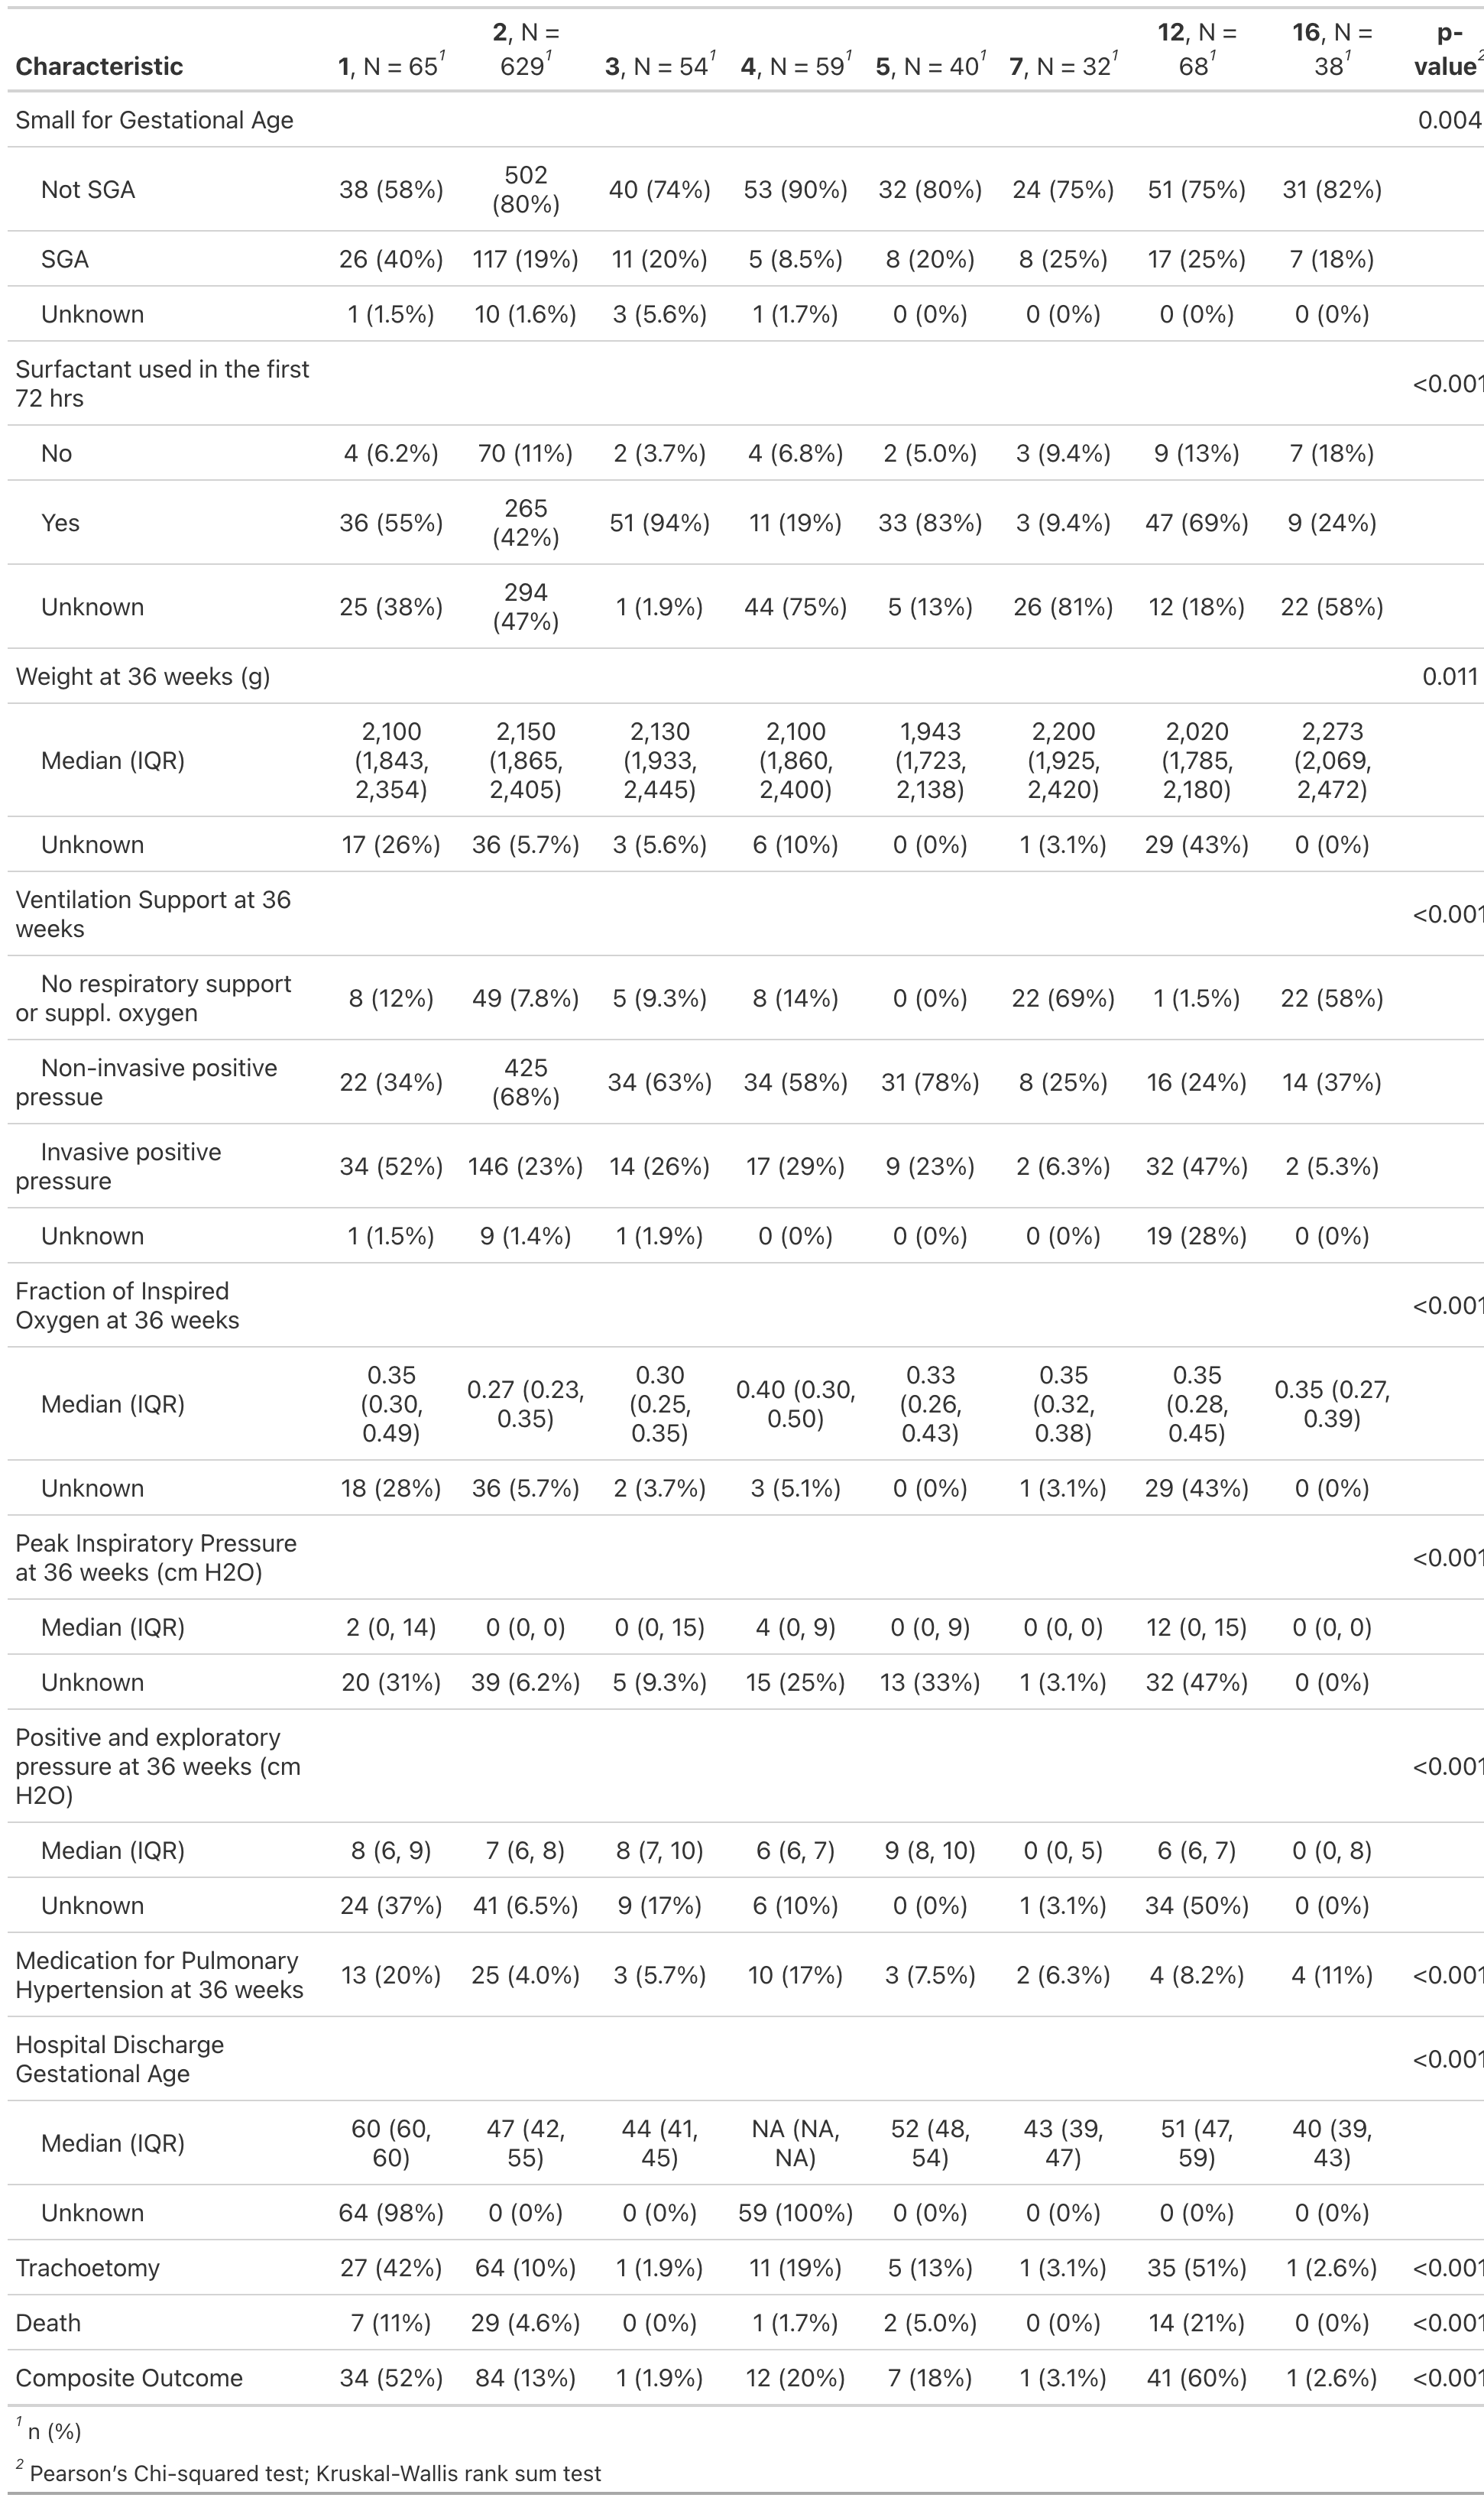 Characteristic 1, N = 65¹ 2, N = 629¹ 3, N = 54¹ 4, N = 59¹ 5, N = 40¹ 7, N = 32¹ 12, N = 68¹ 16, N = 38¹ p-value²
Small for Gestational Age 0.004
Not SGA 38 (58%) 502 (80%) 40 (74%) 53 (90%) 32 (80%) 24 (75%) 51 (75%) 31 (82%)
SGA 26 (40%) 117 (19%) 11 (20%) 5 (8.5%) 8 (20%) 8 (25%) 17 (25%) 7 (18%)
Unknown 1 (1.5%) 10 (1.6%) 3 (5.6%) 1 (1.7%) 0 (0%) 0 (0%) 0 (0%) 0 (0%)
Surfactant used in the first 72 hrs <0.001
No 4 (6.2%) 70 (11%) 2 (3.7%) 4 (6.8%) 2 (5.0%) 3 (9.4%) 9 (13%) 7 (18%)
Yes 36 (55%) 265 (42%) 51 (94%) 11 (19%) 33 (83%) 3 (9.4%) 47 (69%) 9 (24%)
Unknown 25 (38%) 294 (47%) 1 (1.9%) 44 (75%) 5 (13%) 26 (81%) 12 (18%) 22 (58%)
Weight at 36 weeks (g) 0.011
Median (IQR) 2,100 (1,843, 2,354) 2,150 (1,865, 2,405) 2,130 (1,933, 2,445) 2,100 (1,860, 2,400) 1,943 (1,723, 2,138) 2,200 (1,925, 2,420) 2,020 (1,785, 2,180) 2,273 (2,069, 2,472)
Unknown 17 (26%) 36 (5.7%) 3 (5.6%) 6 (10%) 0 (0%) 1 (3.1%) 29 (43%) 0 (0%)
Ventilation Support at 36 weeks <0.001
No respiratory support or suppl. oxygen 8 (12%) 49 (7.8%) 5 (9.3%) 8 (14%) 0 (0%) 22 (69%) 1 (1.5%) 22 (58%)
Non-invasive positive pressue 22 (34%) 425 (68%) 34 (63%) 34 (58%) 31 (78%) 8 (25%) 16 (24%) 14 (37%)
Invasive positive pressure 34 (52%) 146 (23%) 14 (26%) 17 (29%) 9 (23%) 2 (6.3%) 32 (47%) 2 (5.3%)
Unknown 1 (1.5%) 9 (1.4%) 1 (1.9%) 0 (0%) 0 (0%) 0 (0%) 19 (28%) 0 (0%)
Fraction of Inspired Oxygen at 36 weeks <0.001
Median (IQR) 0.35 (0.30, 0.49) 0.27 (0.23, 0.35) 0.30 (0.25, 0.35) 0.40 (0.30, 0.50) 0.33 (0.26, 0.43) 0.35 (0.32, 0.38) 0.35 (0.28, 0.45) 0.35 (0.27, 0.39)
Unknown 18 (28%) 36 (5.7%) 2 (3.7%) 3 (5.1%) 0 (0%) 1 (3.1%) 29 (43%) 0 (0%)
Peak Inspiratory Pressure at 36 weeks (cm H2O) <0.001
Median (IQR) 2 (0, 14) 0 (0, 0) 0 (0, 15) 4 (0, 9) 0 (0, 9) 0 (0, 0) 12 (0, 15) 0 (0, 0)
Unknown 20 (31%) 39 (6.2%) 5 (9.3%) 15 (25%) 13 (33%) 1 (3.1%) 32 (47%) 0 (0%)
Positive and exploratory pressure at 36 weeks (cm H2O) <0.001
Median (IQR) 8 (6, 9) 7 (6, 8) 8 (7, 10) 6 (6, 7) 9 (8, 10) 0 (0, 5) 6 (6, 7) 0 (0, 8)
Unknown 24 (37%) 41 (6.5%) 9 (17%) 6 (10%) 0 (0%) 1 (3.1%) 34 (50%) 0 (0%)
Medication for Pulmonary Hypertension at 36 weeks 13 (20%) 25 (4.0%) 3 (5.7%) 10 (17%) 3 (7.5%) 2 (6.3%) 4 (8.2%) 4 (11%) <0.001
Hospital Discharge Gestational Age <0.001
Median (IQR) 60 (60, 60) 47 (42, 55) 44 (41, 45) NA (NA, NA) 52 (48, 54) 43 (39, 47) 51 (47, 59) 40 (39, 43)
Unknown 64 (98%) 0 (0%) 0 (0%) 59 (100%) 0 (0%) 0 (0%) 0 (0%) 0 (0%)
Trachoetomy 27 (42%) 64 (10%) 1 (1.9%) 11 (19%) 5 (13%) 1 (3.1%) 35 (51%) 1 (2.6%) <0.001
Death 7 (11%) 29 (4.6%) 0 (0%) 1 (1.7%) 2 (5.0%) 0 (0%) 14 (21%) 0 (0%) <0.001
Composite Outcome 34 (52%) 84 (13%) 1 (1.9%) 12 (20%) 7 (18%) 1 (3.1%) 41 (60%) 1 (2.6%) <0.001
¹ n (%)
² Pearson's Chi-squared test; Kruskal-Wallis rank sum test